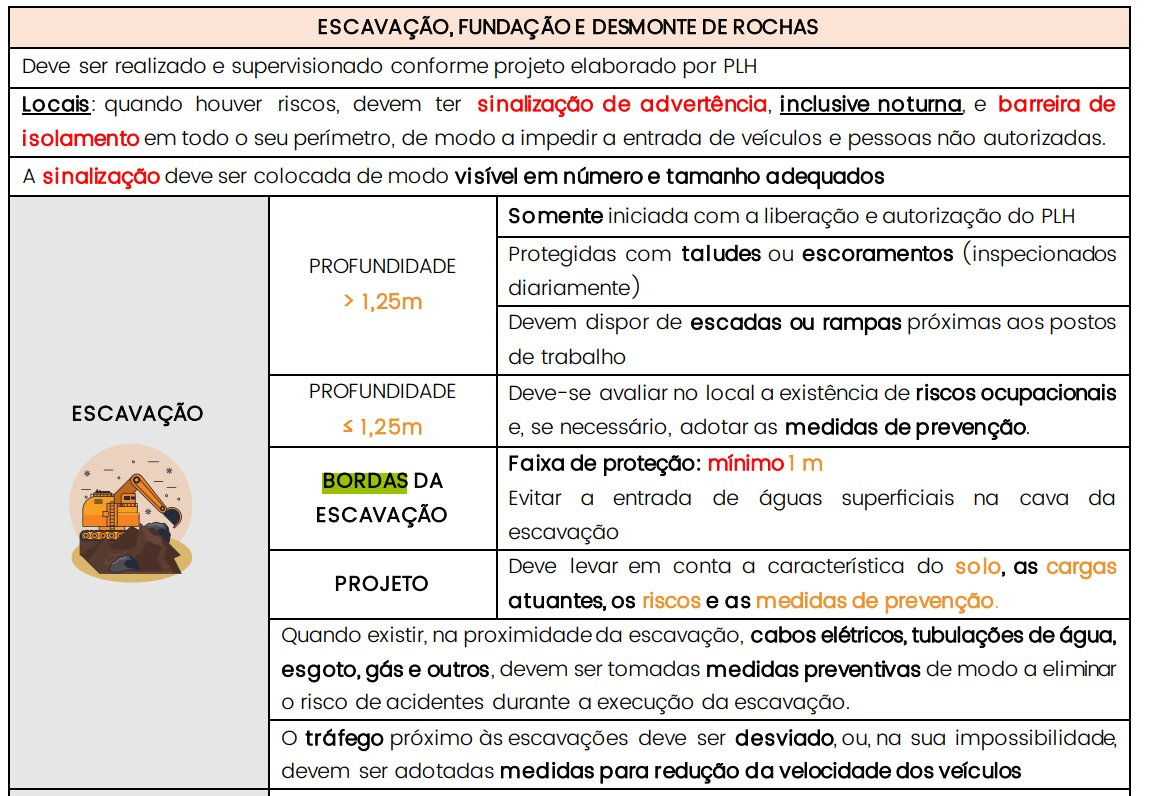 ESCAVAÇÃO, FUNDAÇÃO E DESMONTE DE ROCHAS
Deve ser realizado e supervisionado conforme projeto elaborado por PLH
Locais: quando houver riscos, devem ter sinalização de advertência, inclusive noturna, e barreira de
isolamento em todo o seu perímetro, de modo a impedir a entrada de veículos e pessoas não autorizadas.
A sinalização deve ser colocada de modo visível em número e tamanho adequados
ESCAVAÇÃO
PROFUNDIDADE
> 1,25m
Somente iniciada com a liberação e autorização do PLH
Protegidas com taludes ou escoramentos (inspecionados
diariamente)
Devem dispor de escadas ou rampas próximas aos postos
de trabalho
PROFUNDIDADE
≤ 1,25m
Deve-se avaliar no local a existência de riscos ocupacionais
e, se necessário, adotar as medidas de prevenção.
BORDAS DA
ESCAVAÇÃO
Faixa de proteção: mínimo 1 m
Evitar a entrada de águas superficiais na cava da
escavação
PROJETO
Deve levar em conta a característica do solo, as cargas
atuantes, os riscos e as medidas de prevenção.
Quando existir, na proximidade da escavação, cabos elétricos, tubulações de água,
esgoto, gás e outros, devem ser tomadas medidas preventivas de modo a eliminar
o risco de acidentes durante a execução da escavação.
O tráfego próximo às escavações deve ser desviado, ou, na sua impossibilidade,
devem ser adotadas medidas para redução da velocidade dos veículos